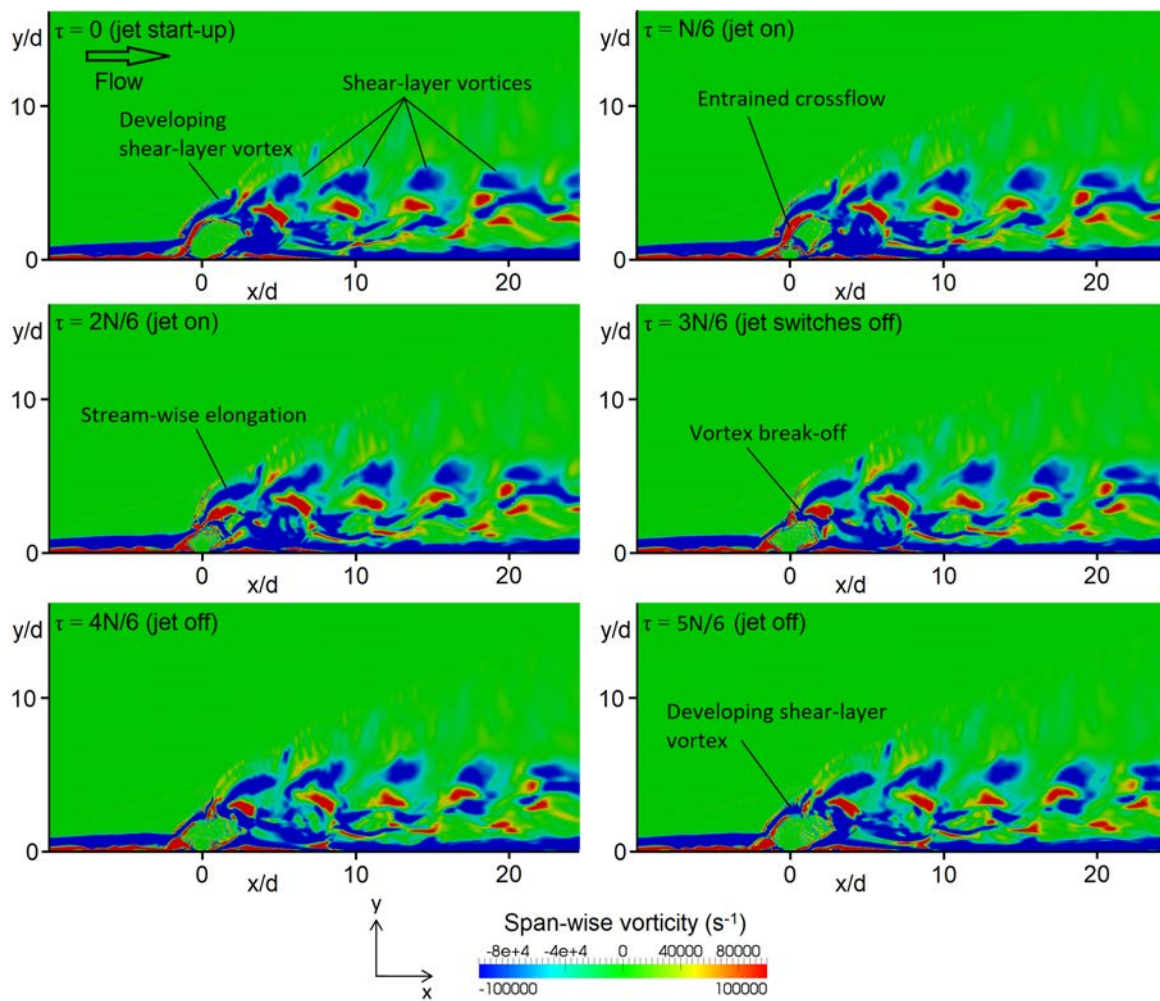 y/d
τ = 0 (jet start-up)
Flow
Shear-layer vortices
Developing
shear-layer vortex
10
0
0
10
20
x/d
y/d
τ = N/6 (jet on)
Entrained crossflow
10
0
0
10
20
x/d
y/d
τ = 2N/6 (jet on)
Stream-wise elongation
10
0
0
10
20
x/d
y/d
τ = 3N/6 (jet switches off)
Vortex break-off
10
0
0
10
20
x/d
y/d
τ = 4N/6 (jet off)
10
0
0
10
20
x/d
y/d
τ = 5N/6 (jet off)
Developing shear-layer
vortex
10
0
0
10
20
x/d
y
x
Span-wise vorticity (s⁻¹)
-8e+4 -4e+4 0 40000 80000
-100000 100000